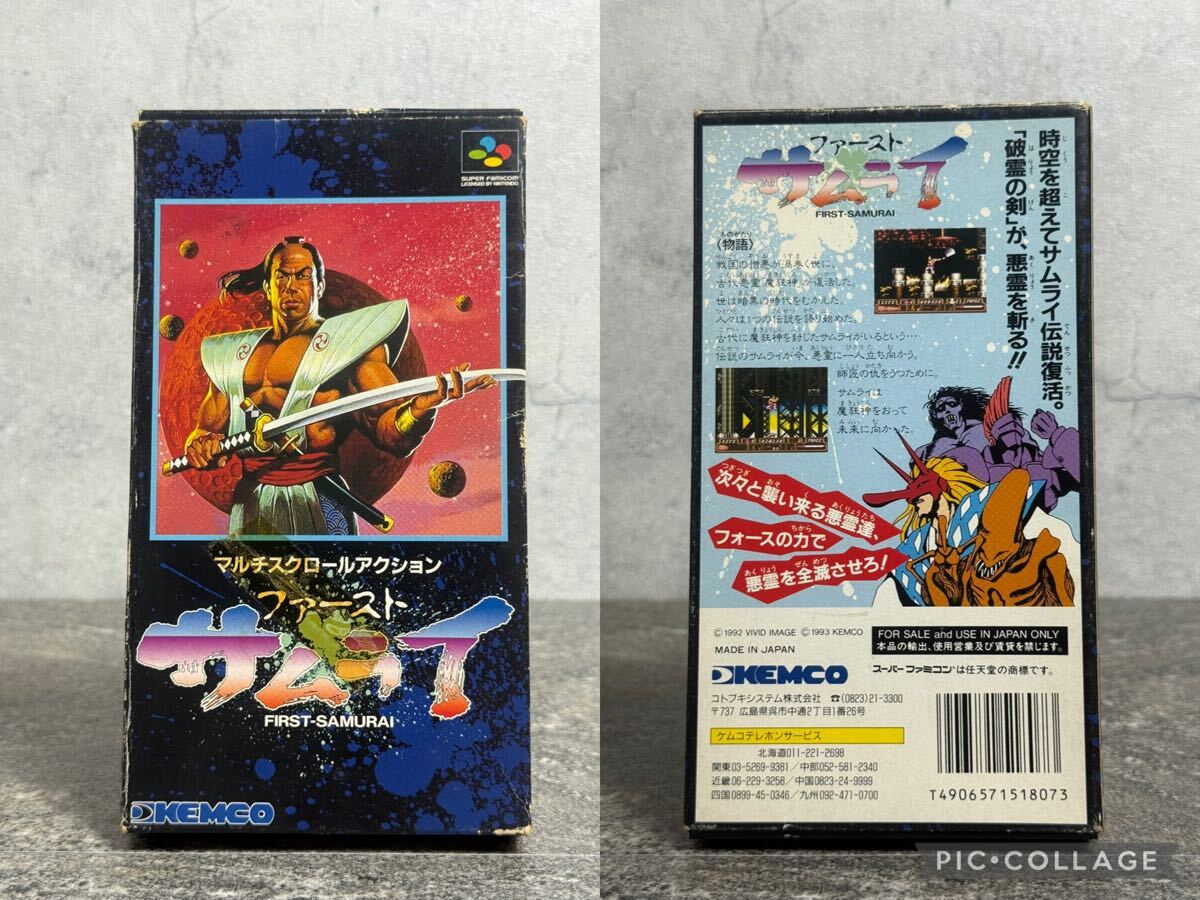 SUPER FAMICOM
LICENSED BY NINTENDO
マルチスクロールアクション
ファースト
サムライ
FIRST-SAMURAI
KEMCO
ファースト
サムライ
FIRST-SAMURAI
時空を超えてサムライ伝説復活。
「破霊の剣」が、悪霊を斬る!!
〈物語〉
戦国の憎悪が渦巻く世に
古代悪霊「魔狂神」が復活した。
世は暗黒の時代をむかえた。
人々は1つの伝説を語り始めた。
古代に魔狂神を封じたサムライがいるという…
伝説のサムライが今、悪霊に一人立ち向かう。
師匠の仇をうつために。
サムライは
魔狂神をおって
未来に向かった。
次々と襲い来る悪霊達、
フォースの力で
悪霊を全滅させろ!
©1992 VIVID IMAGE ©1993 KEMCO
MADE IN JAPAN
FOR SALE and USE IN JAPAN ONLY
本品の輸出、使用営業及び賃貸を禁じます。
KEMCO
スーパーファミコンは任天堂の商標です。
コトブキシステム株式会社 ☎(0823)21-3300
〒737 広島県呉市中通2丁目1番26号
ケムコテレホンサービス
北海道011-221-2698
関東03-5269-9381/中部052-581-2340
近畿06-229-3258/中国0823-24-9999
四国0899-45-0346/九州092-471-0700
T4906571518073
PIC•COLLAGE